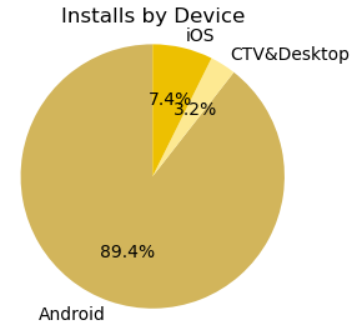 Installs by Device
iOS
CTV&Desktop
7.4%
3.2%
89.4%
Android